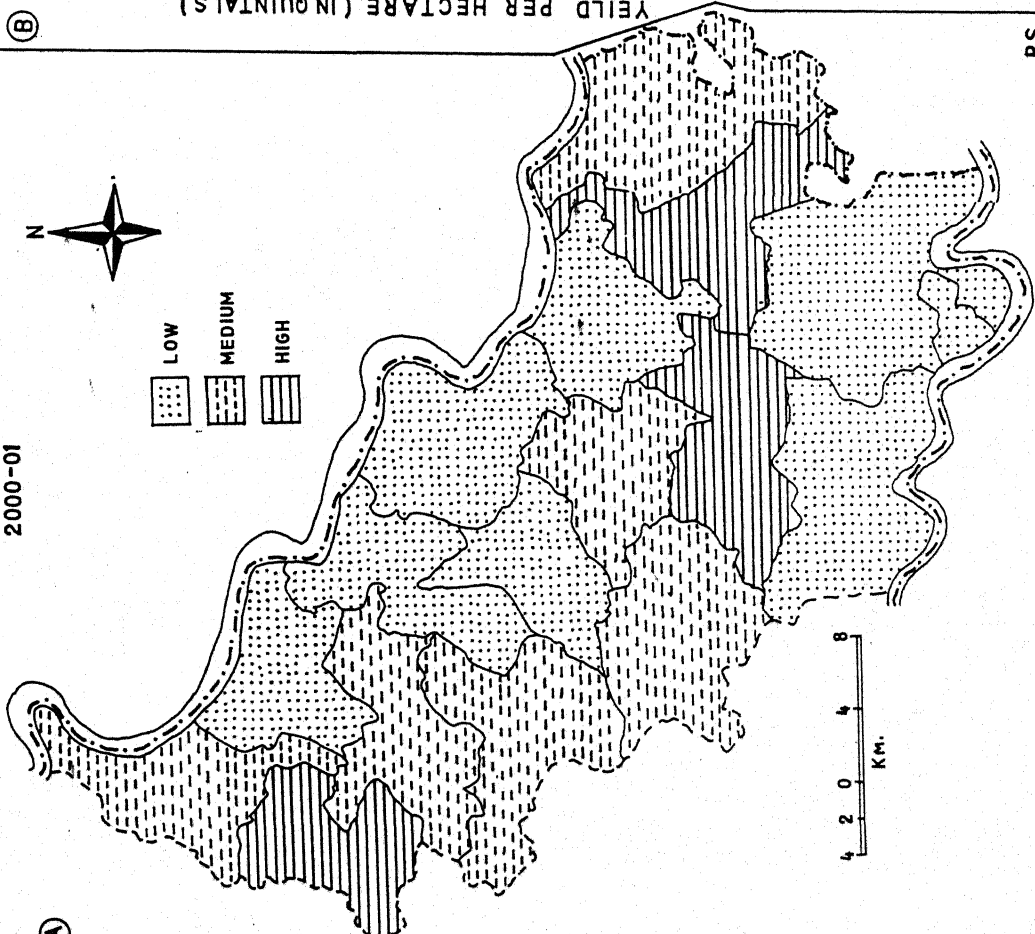 A
2000-01
N
LOW
MEDIUM
HIGH
4 2 0 4 8
KM.
B
YEILD PER HECTARE (IN QUINTALS)